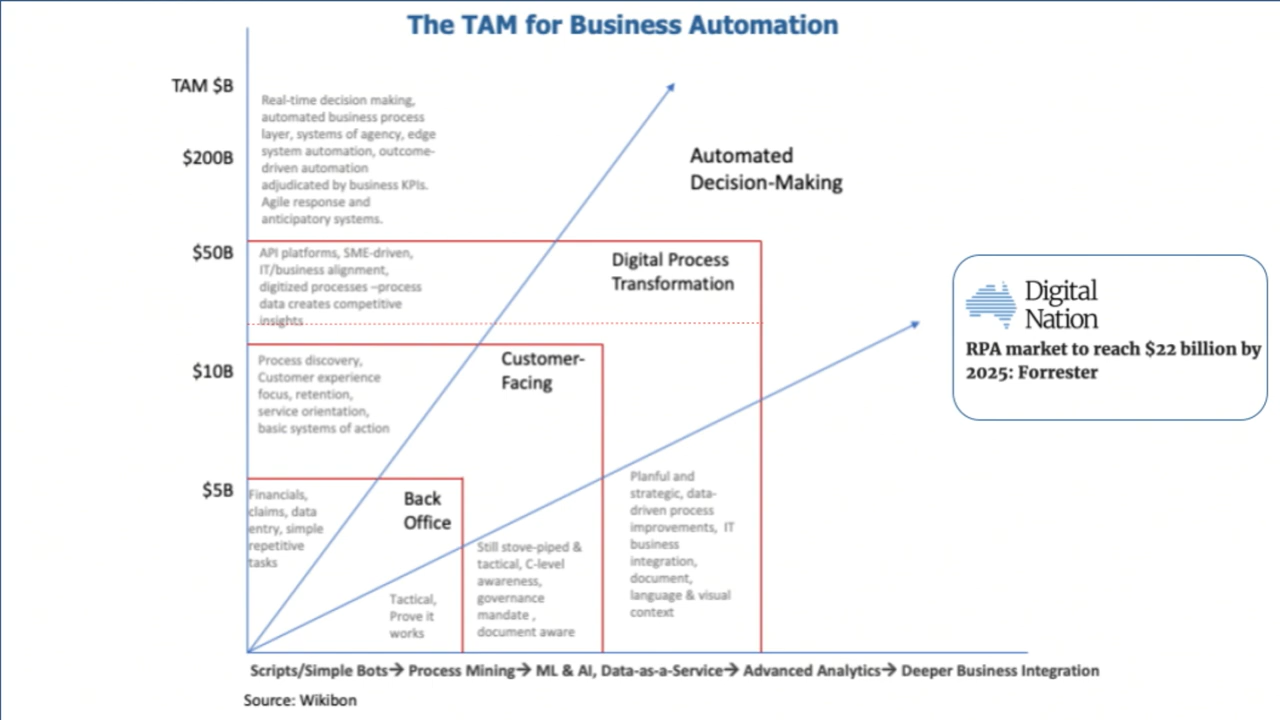 The TAM for Business Automation
TAM $B
$200B
$50B
$10B
$5B
Real-time decision making,
automated business process
layer, systems of agency, edge
system automation, outcome-
driven automation
adjudicated by business KPIs.
Agile response and
anticipatory systems.
Automated
Decision-Making
API platforms, SME-driven,
IT/business alignment,
digitized processes –process
data creates competitive
insights
Digital Process
Transformation
Process discovery,
Customer experience
focus, retention,
service orientation,
basic systems of action
Customer-
Facing
Financials,
claims, data
entry, simple
repetitive
tasks
Back
Office
Tactical,
Prove it
works
Still stove-piped &
tactical, C-level
awareness,
governance
mandate ,
document aware
Planful and
strategic, data-
driven process
improvements, IT
business
integration,
document,
language & visual
context
Digital
Nation
RPA market to reach $22 billion by
2025: Forrester
Scripts/Simple Bots→ Process Mining→ ML & AI, Data-as-a-Service→ Advanced Analytics→ Deeper Business Integration
Source: Wikibon